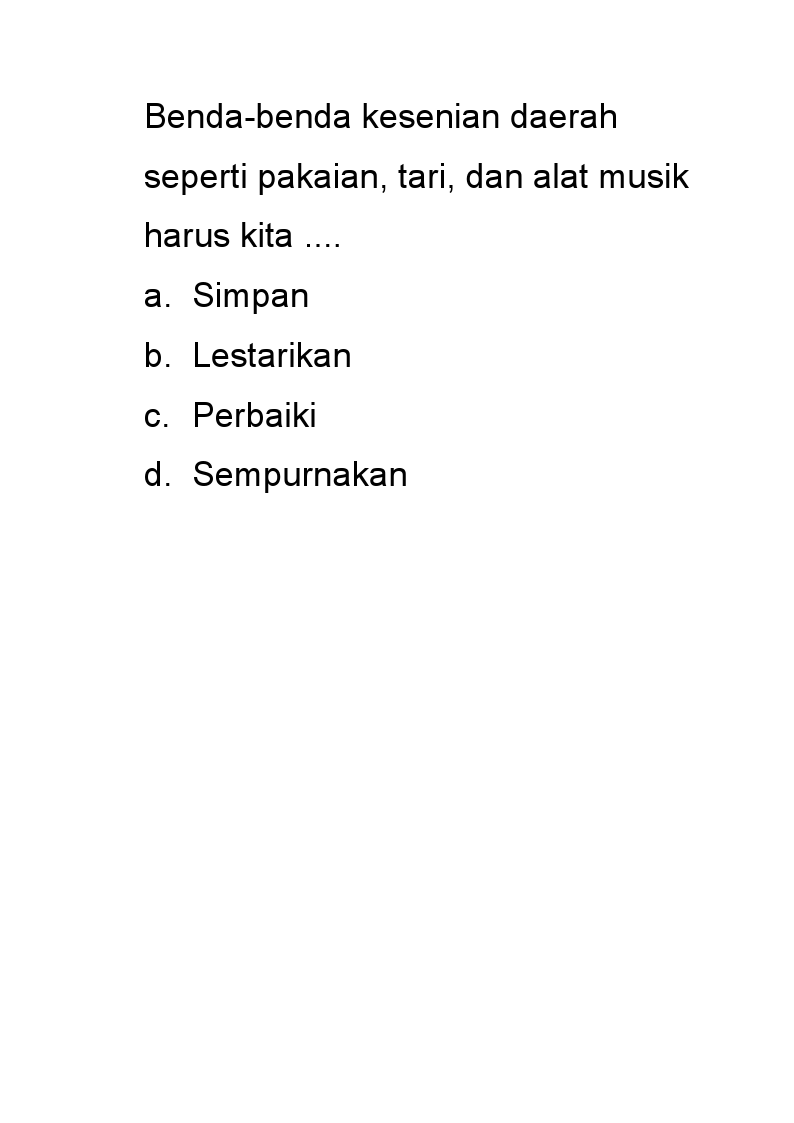 Benda-benda kesenian daerah
seperti pakaian, tari, dan alat musik
harus kita ....
a. Simpan
b. Lestarikan
c. Perbaiki
d. Sempurnakan